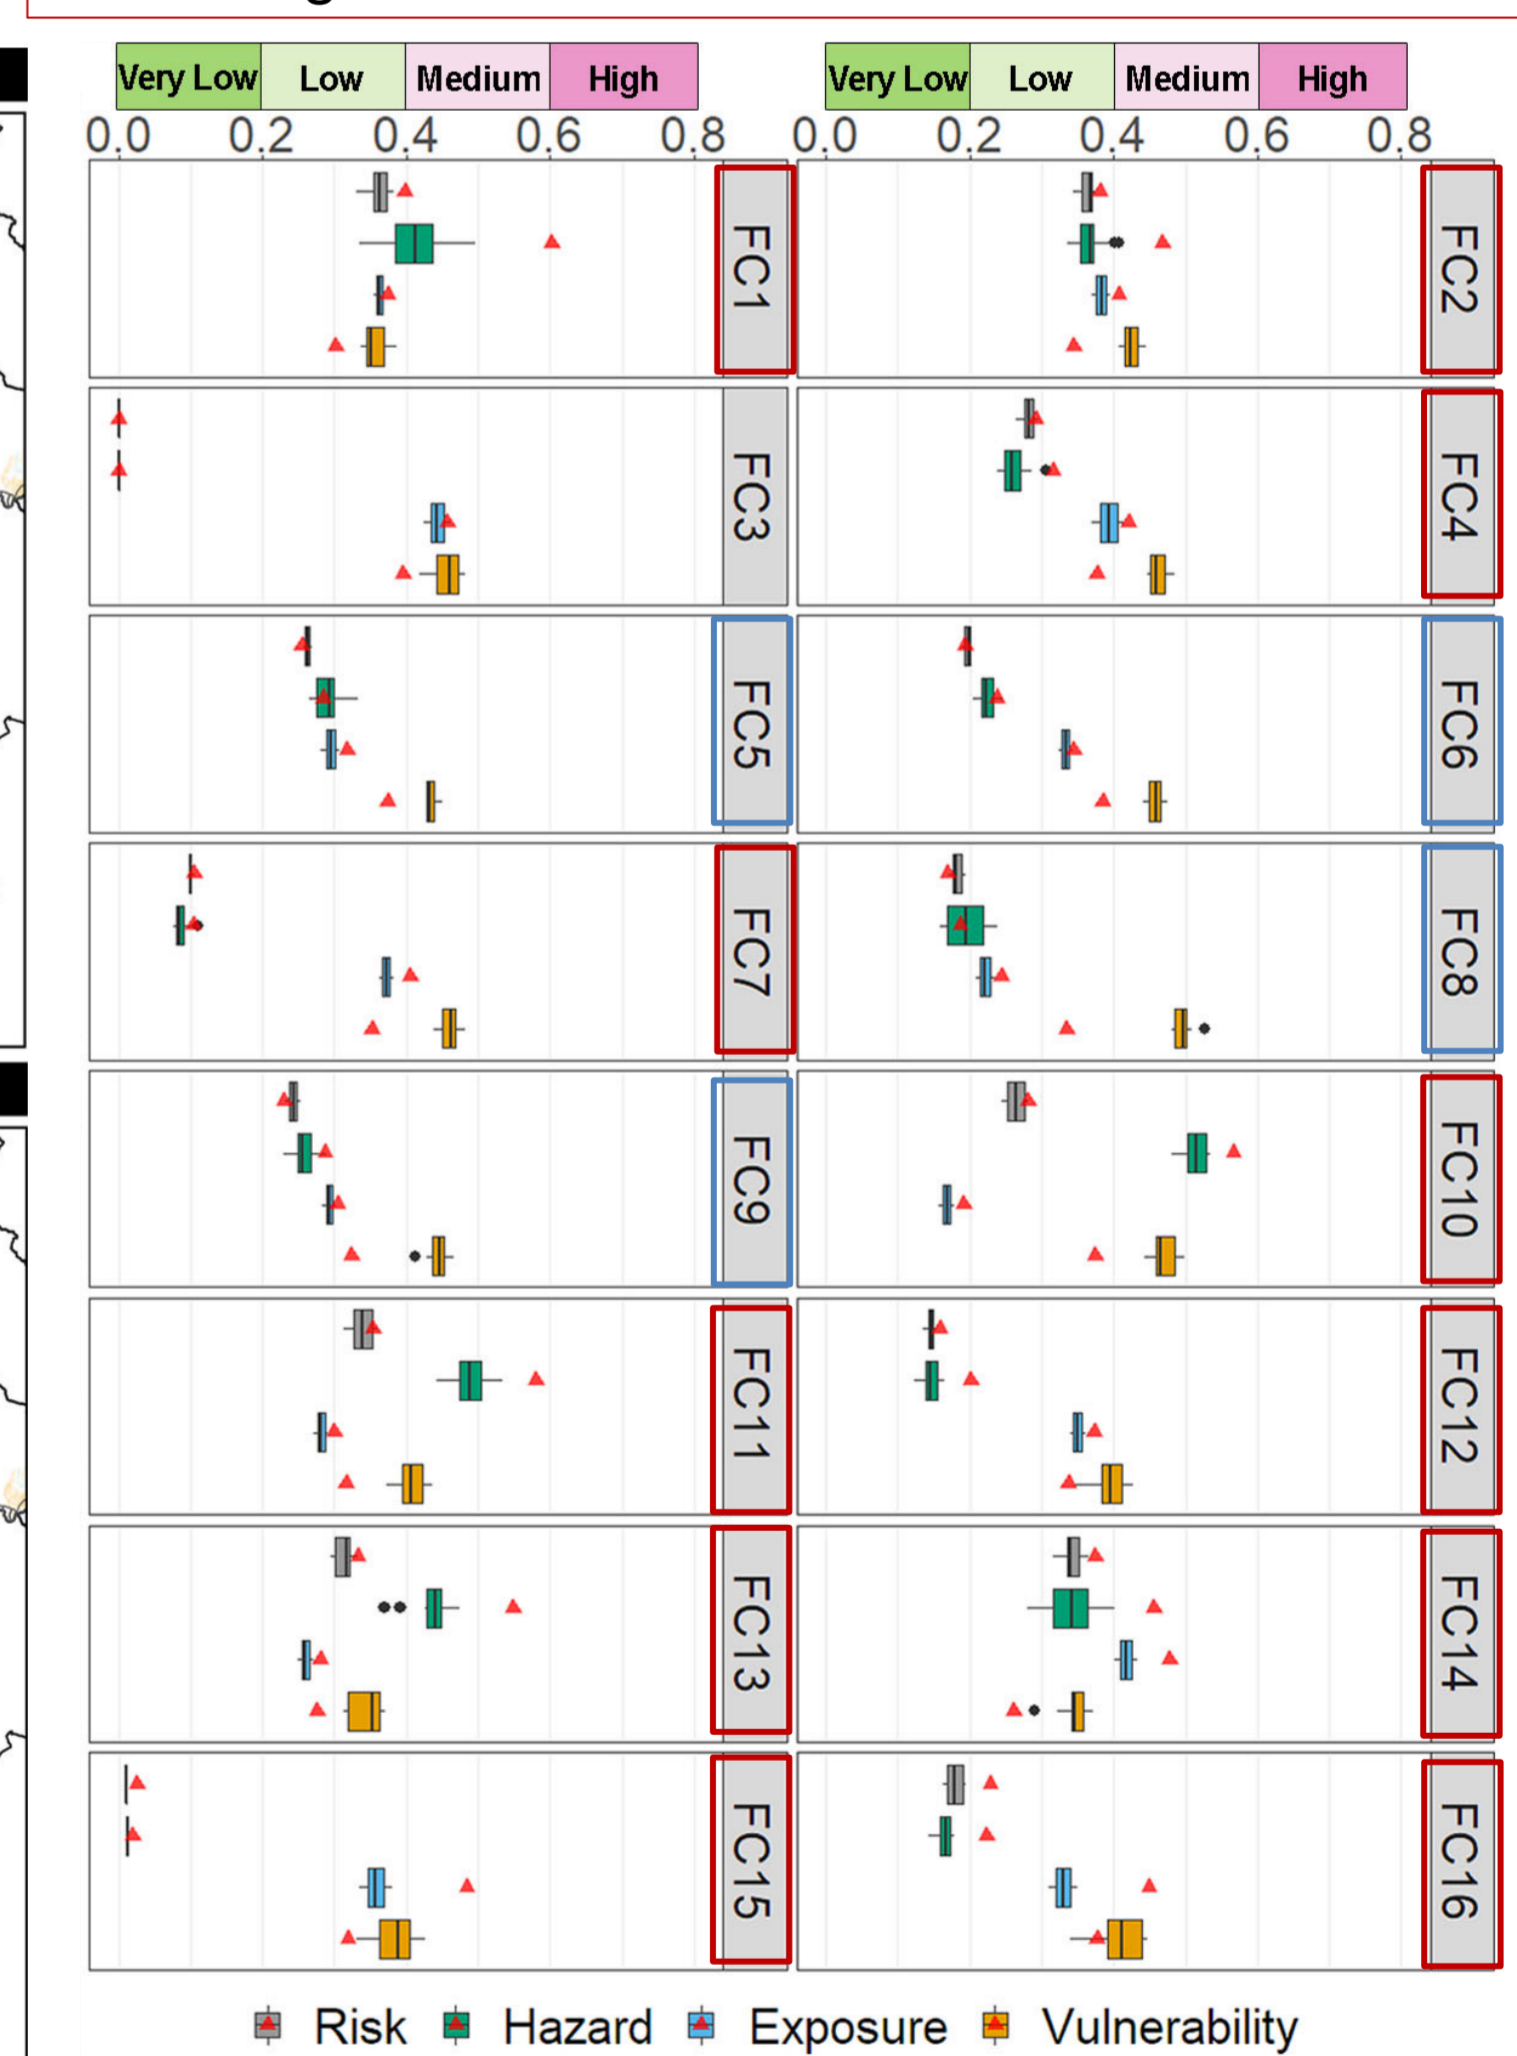 Very Low Low Medium High Very Low Low Medium High
0.0 0.2 0.4 0.6 0.8 0.0 0.2 0.4 0.6 0.8
FC1 FC2
FC3 FC4
FC5 FC6
FC7 FC8
FC9 FC10
FC11 FC12
FC13 FC14
FC15 FC16
Risk Hazard Exposure Vulnerability